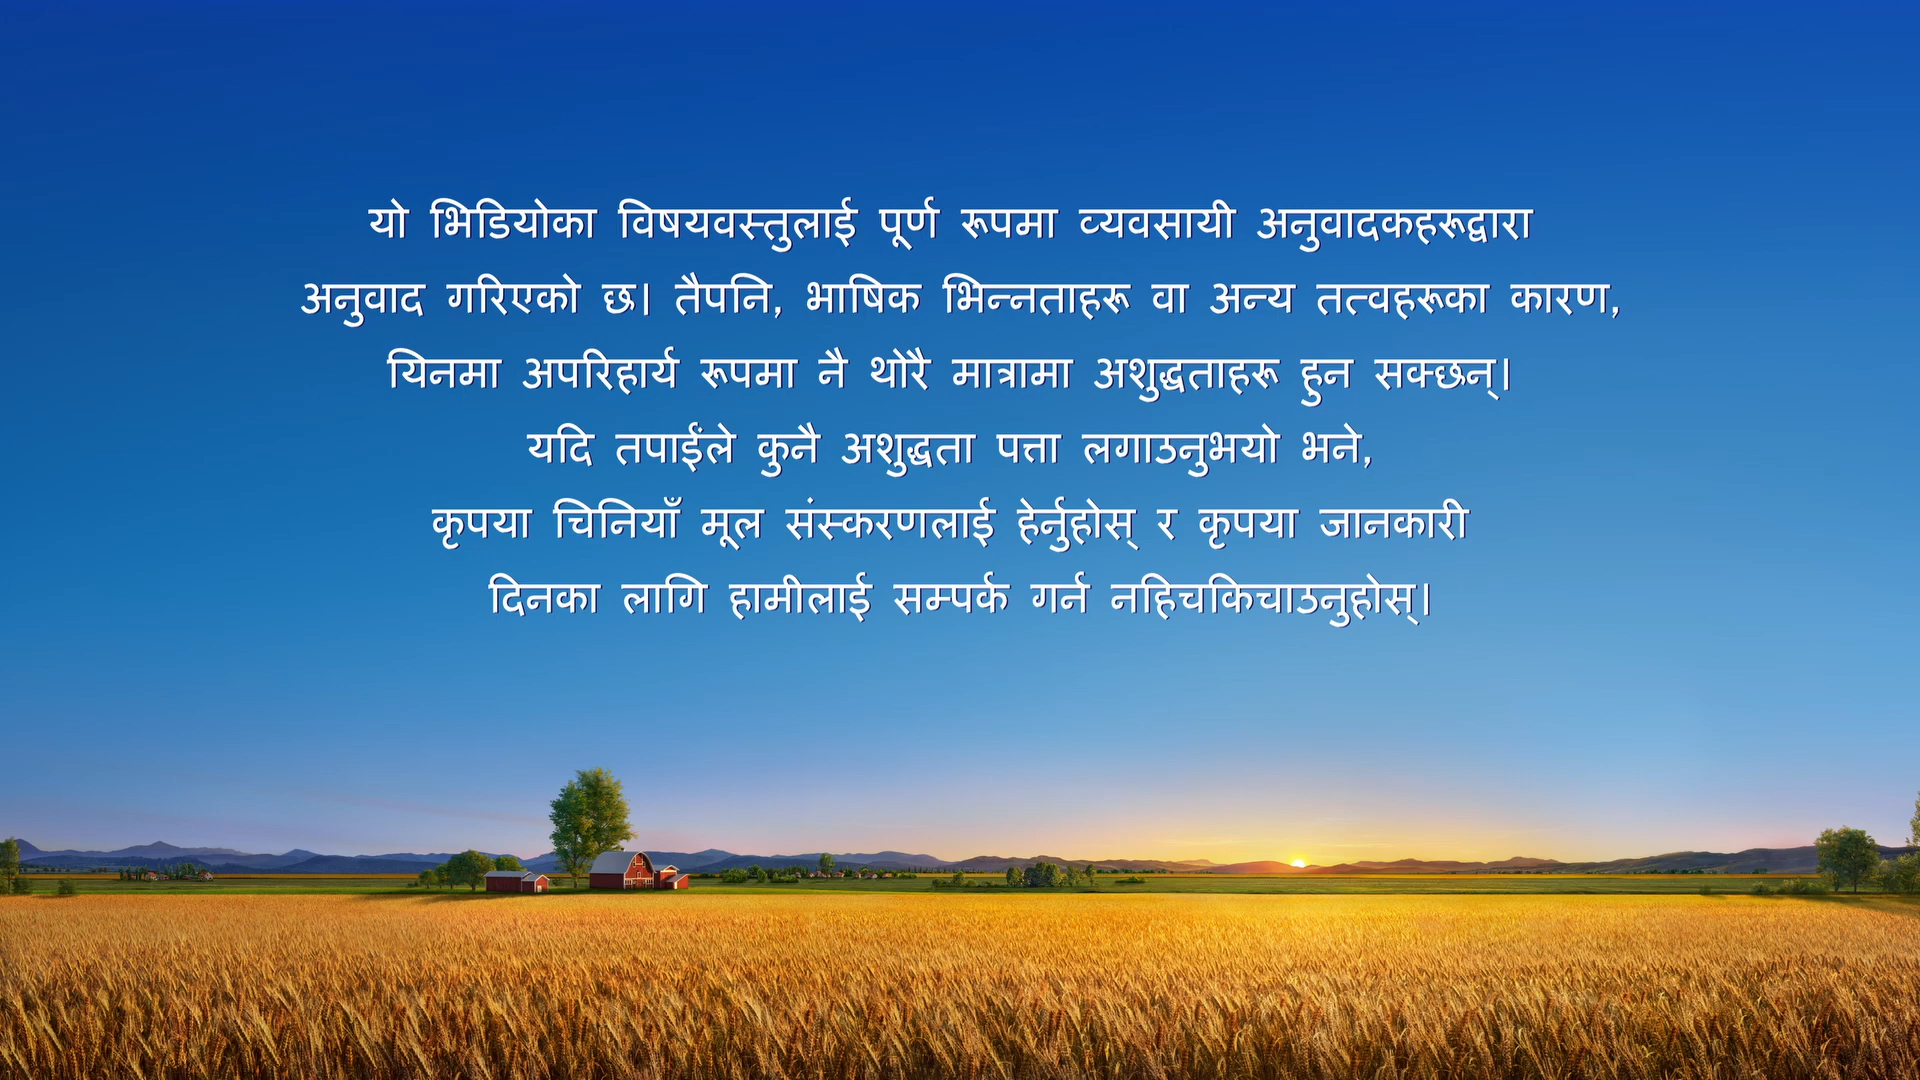 यो भिडियोका विषयवस्तुलाई पूर्ण रूपमा व्यवसायी अनुवादकहरूद्वारा
अनुवाद गरिएको छ। तैपनि, भाषिक भिन्नताहरू वा अन्य तत्वहरूका कारण,
यिनमा अपरिहार्य रूपमा नै थोरै मात्रामा अशुद्धताहरू हुन सक्छन्।
यदि तपाईंले कुनै अशुद्धता पत्ता लगाउनुभयो भने,
कृपया चिनियाँ मूल संस्करणलाई हेर्नुहोस् र कृपया जानकारी
दिनका लागि हामीलाई सम्पर्क गर्न नहिचकिचाउनुहोस्।